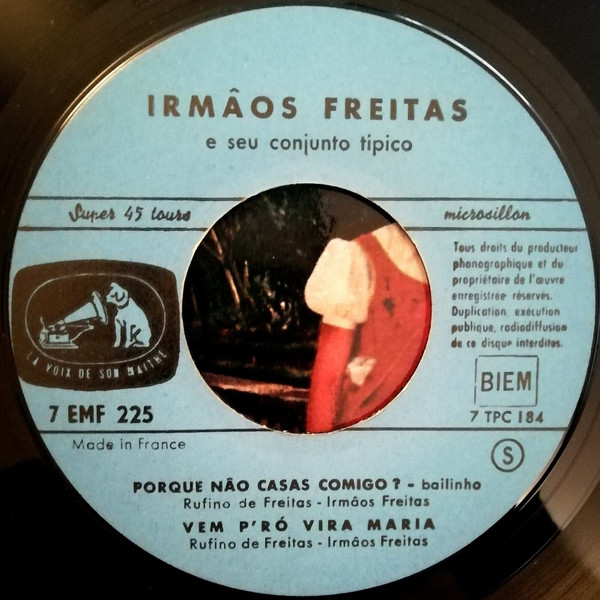 IRMÂOS FREITAS
e seu conjunto tipico
Super 45 tours
microsillon
Tous droits du producteur
phonographique et du
propriétaire de l'œuvre
enregistrée réservés.
Duplication, exécution
publique, radiodiffusion
de ce disque interdites.
LA VOIX DE SON MAITRE
BIEM
7 EMF 225
7 TPC 184
Made in France
S
PORQUE NÂO CASAS COMIGO ? - bailinho
Rufino de Freitas - Irmâos Freitas
VEM P'RÓ VIRA MARIA
Rufino de Freitas - Irmâos Freitas